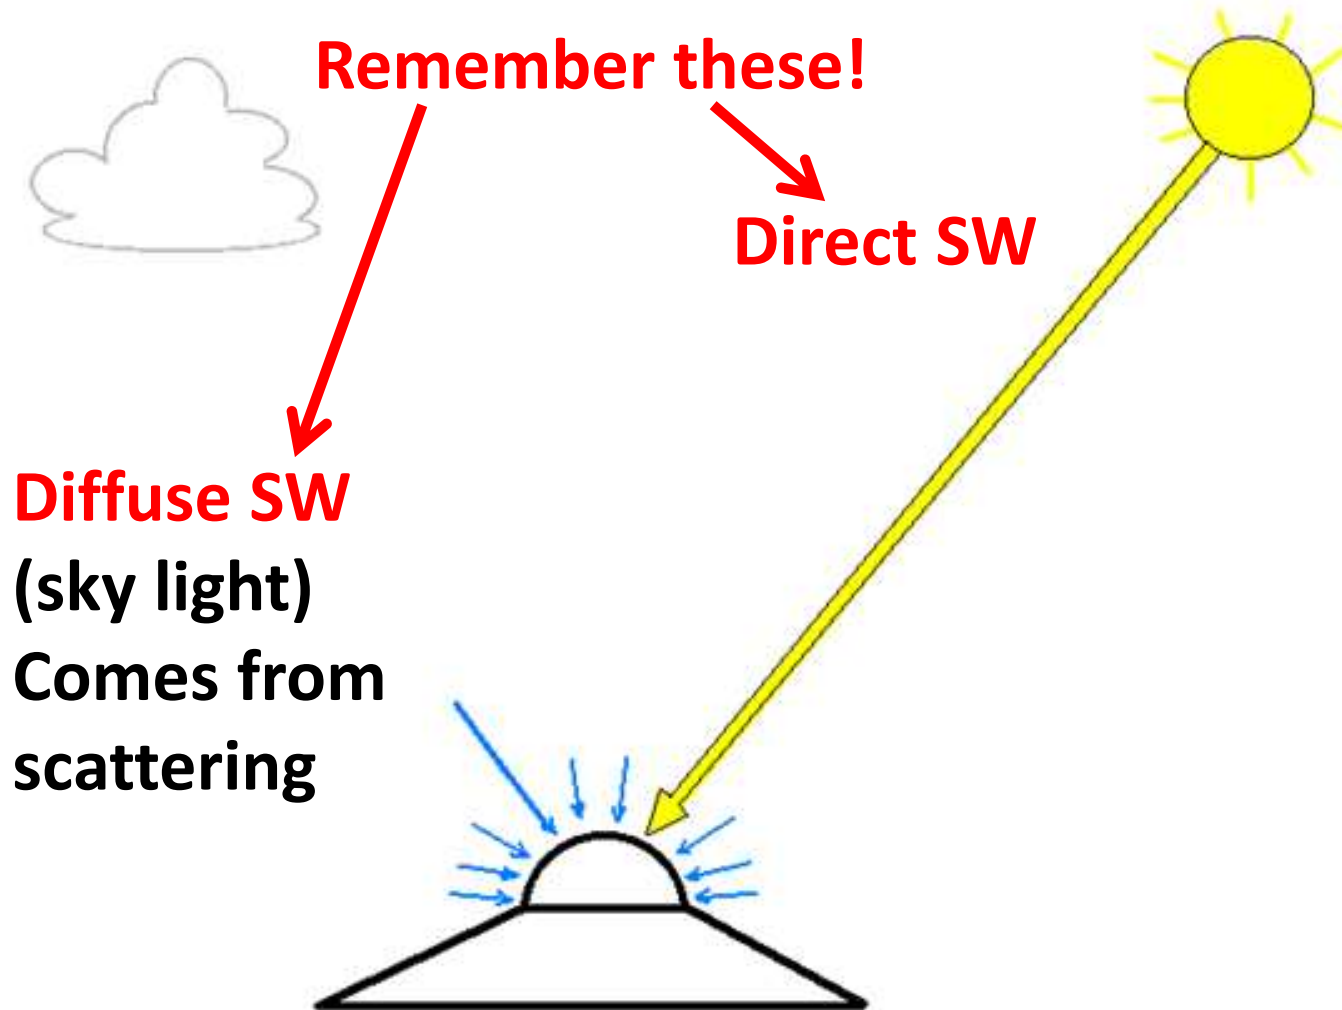 Remember these!
Direct SW
Diffuse SW
(sky light)
Comes from
scattering